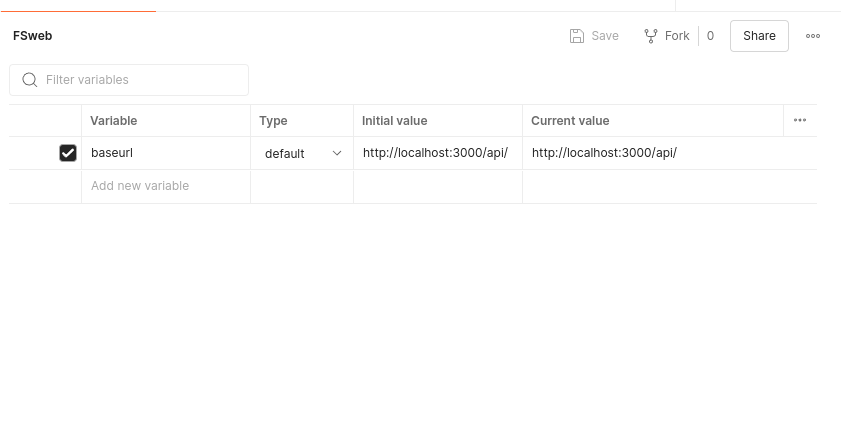 FSweb Save Fork 0 Share
Filter variables
Variable Type Initial value Current value
baseurl default http://localhost:3000/api/ http://localhost:3000/api/
Add new variable